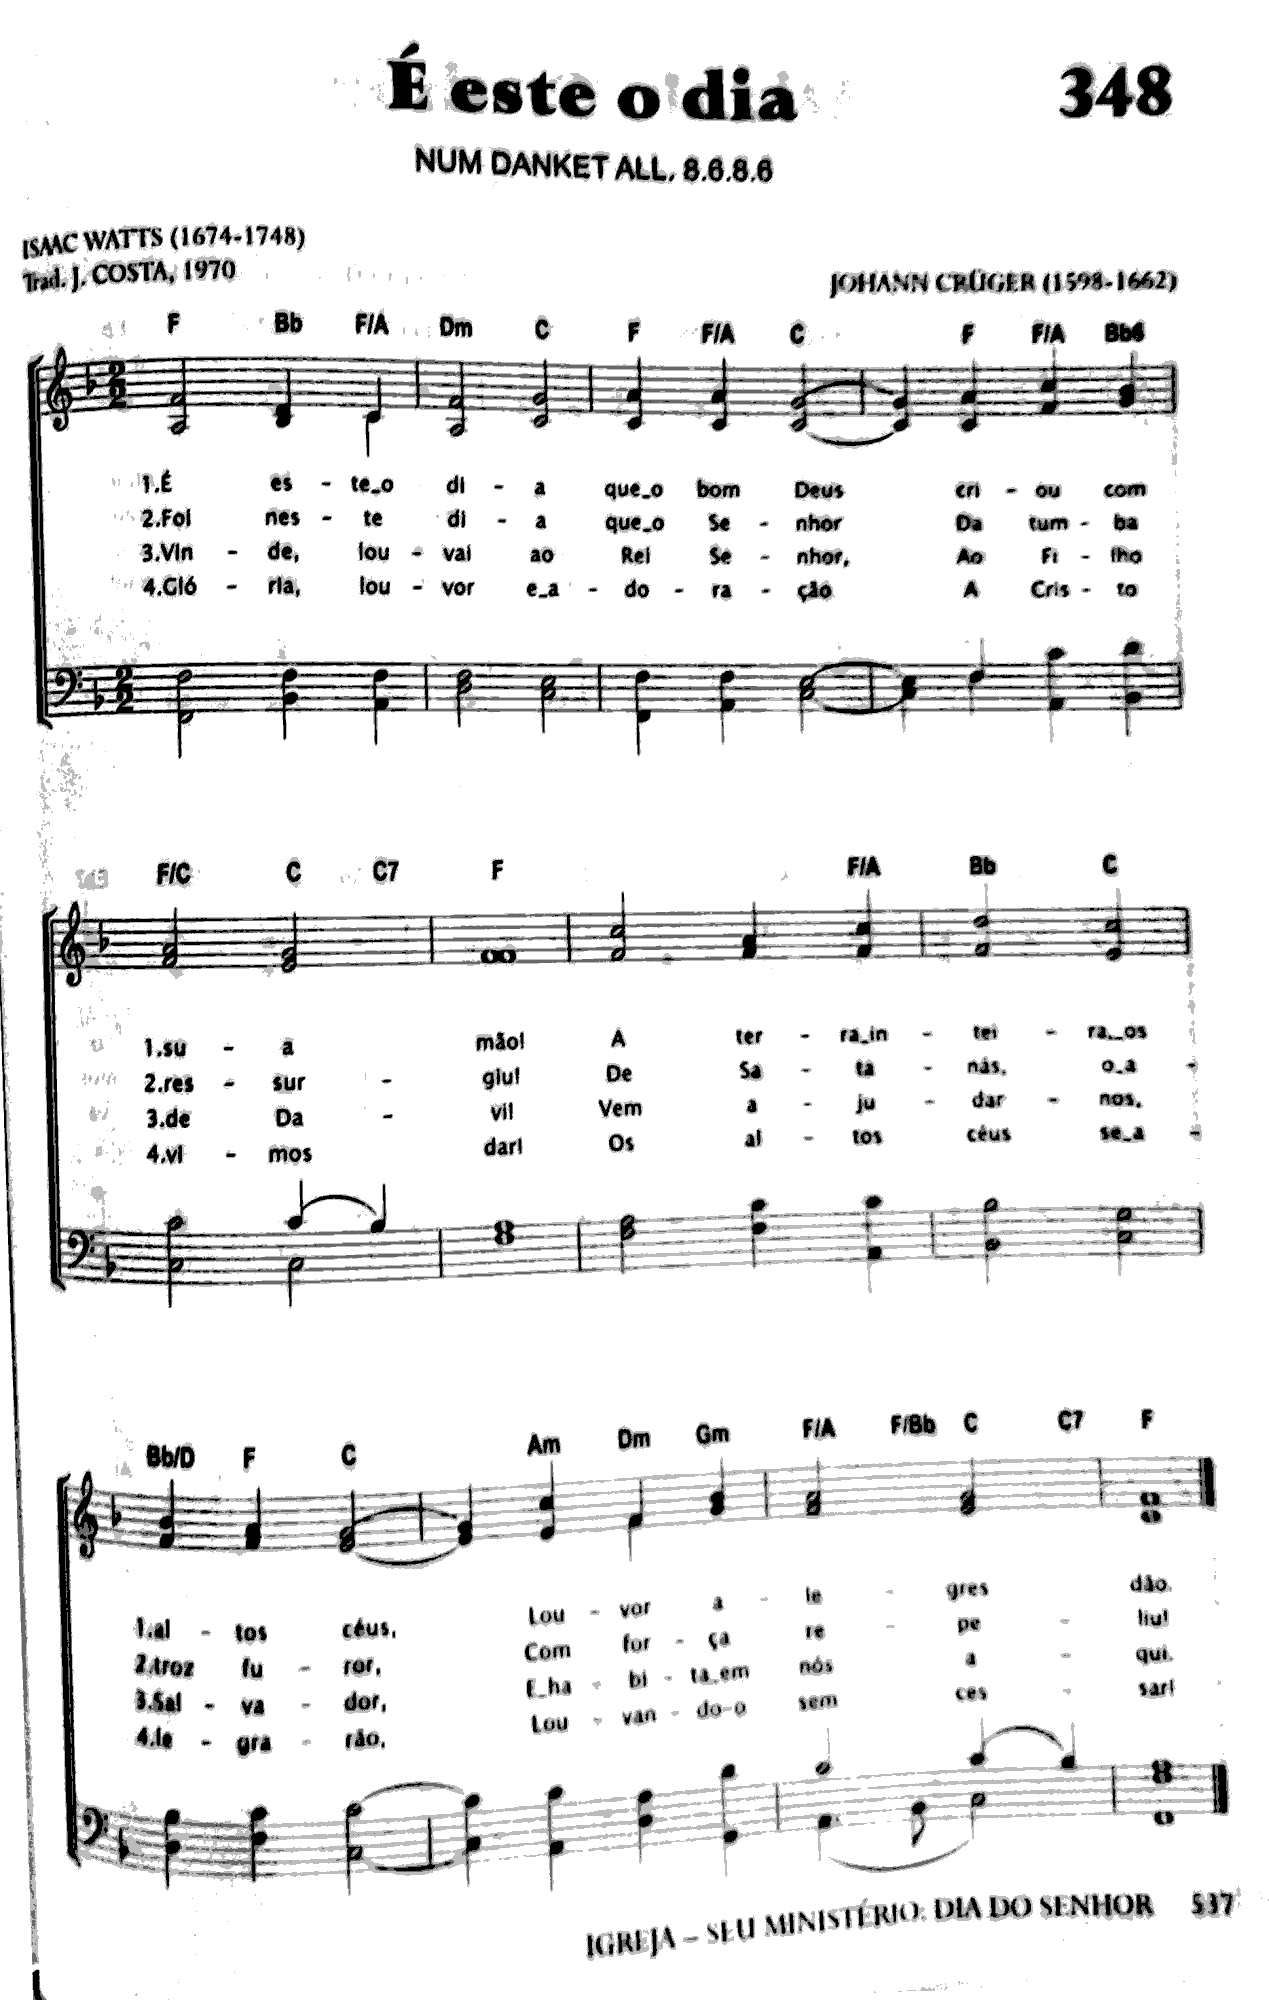 É este o dia 348
NUM DANKET ALL. 8.6.8.6
ISAAC WATTS (1674-1748)
Trad. J. COSTA, 1970
JOHANN CRÜGER (1598-1662)
F Bb F/A Dm C F F/A C F F/A Bb6
1.É es - te_o di - a que_o bom Deus cri - ou com
2.Foi nes - te di - a que_o Se - nhor Da tum - ba
3.Vin - de, lou - vai ao Rei Se - nhor, Ao Fi - lho
4.Gló - ria, lou - vor e_a - do - ra - ção A Cris - to
F/C C C7 F F/A Bb C
1.su - a mão! A ter - ra_in - tei - ra_os
2.res - sur - giu! De Sa - ta - nás, o_a -
3.de Da - vi! Vem a - ju - dar - nos,
4.vi - mos dar! Os al - tos céus se_a -
Bb/D F C Am Dm Gm F/A F/Bb C C7 F
1.al - tos céus, Lou - vor a - le - gres dão.
2.troz fu - ror, Com for - ça re - pe - liu!
3.Sal - va - dor, E_ha - bi - ta_em nós a - qui.
4.le - gra - rão, Lou - van - do-o sem ces - sar!
IGREJA – SEU MINISTÉRIO: DIA DO SENHOR 537